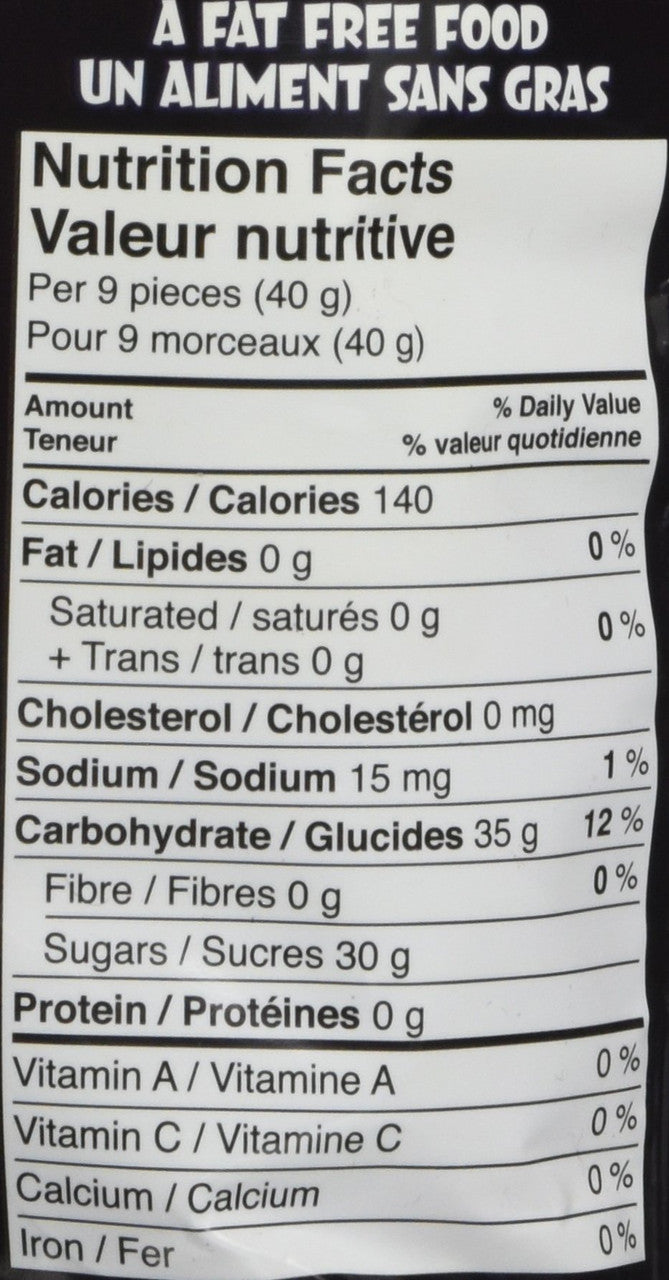 A FAT FREE FOOD
UN ALIMENT SANS GRAS
Nutrition Facts
Valeur nutritive
Per 9 pieces (40 g)
Pour 9 morceaux (40 g)
Amount % Daily Value
Teneur % valeur quotidienne
Calories / Calories 140
Fat / Lipides 0 g 0 %
Saturated / saturés 0 g 0 %
+ Trans / trans 0 g
Cholesterol / Cholestérol 0 mg
Sodium / Sodium 15 mg 1 %
Carbohydrate / Glucides 35 g 12 %
Fibre / Fibres 0 g 0 %
Sugars / Sucres 30 g
Protein / Protéines 0 g
Vitamin A / Vitamine A 0 %
Vitamin C / Vitamine C 0 %
Calcium / Calcium 0 %
Iron / Fer 0 %